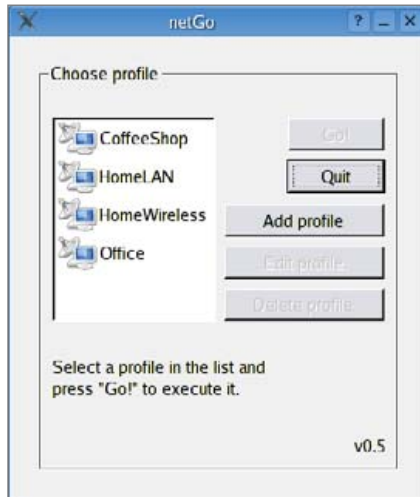 netGo
Choose profile
CoffeeShop
HomeLAN
HomeWireless
Office
Go!
Quit
Add profile
Edit profile
Delete profile
Select a profile in the list and
press "Go!" to execute it.
v0.5